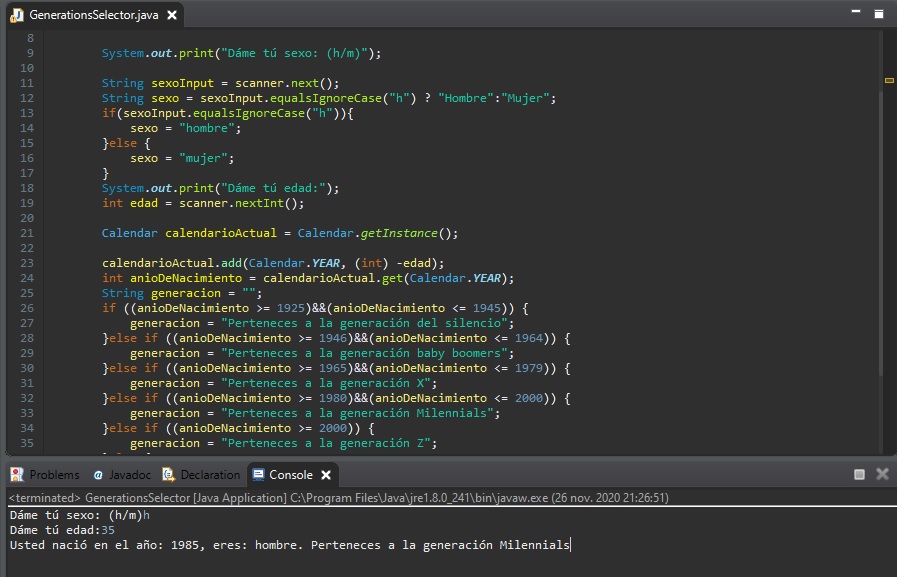 GenerationsSelector.java
8
9 System.out.print("Dáme tú sexo: (h/m)");
10
11 String sexoInput = scanner.next();
12 String sexo = sexoInput.equalsIgnoreCase("h") ? "Hombre":"Mujer";
13 if(sexoInput.equalsIgnoreCase("h")){
14 sexo = "hombre";
15 }else {
16 sexo = "mujer";
17 }
18 System.out.print("Dáme tú edad:");
19 int edad = scanner.nextInt();
20
21 Calendar calendarioActual = Calendar.getInstance();
22
23 calendarioActual.add(Calendar.YEAR, (int) -edad);
24 int anioDeNacimiento = calendarioActual.get(Calendar.YEAR);
25 String generacion = "";
26 if ((anioDeNacimiento >= 1925)&&(anioDeNacimiento <= 1945)) {
27 generacion = "Perteneces a la generación del silencio";
28 }else if ((anioDeNacimiento >= 1946)&&(anioDeNacimiento <= 1964)) {
29 generacion = "Perteneces a la generación baby boomers";
30 }else if ((anioDeNacimiento >= 1965)&&(anioDeNacimiento <= 1979)) {
31 generacion = "Perteneces a la generación X";
32 }else if ((anioDeNacimiento >= 1980)&&(anioDeNacimiento <= 2000)) {
33 generacion = "Perteneces a la generación Milennials";
34 }else if ((anioDeNacimiento >= 2000)) {
35 generacion = "Perteneces a la generación Z";
Problems @ Javadoc Declaration Console
<terminated> GenerationsSelector [Java Application] C:\Program Files\Java\jre1.8.0_241\bin\javaw.exe (26 nov. 2020 21:26:51)
Dáme tú sexo: (h/m)h
Dáme tú edad:35
Usted nació en el año: 1985, eres: hombre. Perteneces a la generación Milennials